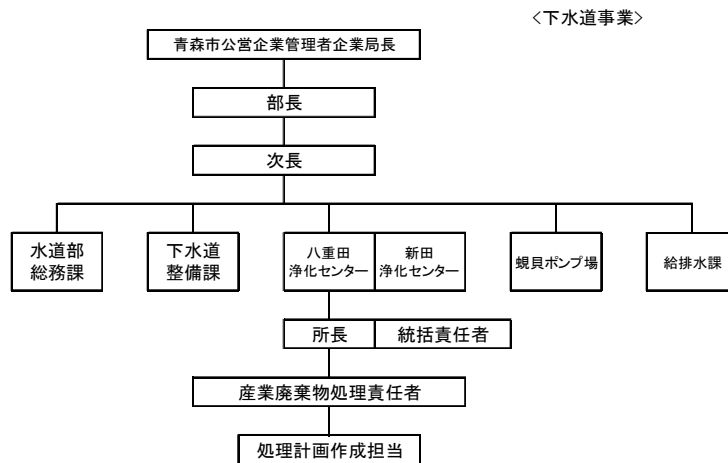 <下水道事業>
青森市公営企業管理者企業局長
部長
次長
水道部
総務課
下水道
整備課
八重田
浄化センター
新田
浄化センター
蜆貝ポンプ場
給排水課
所長
統括責任者
産業廃棄物処理責任者
処理計画作成担当